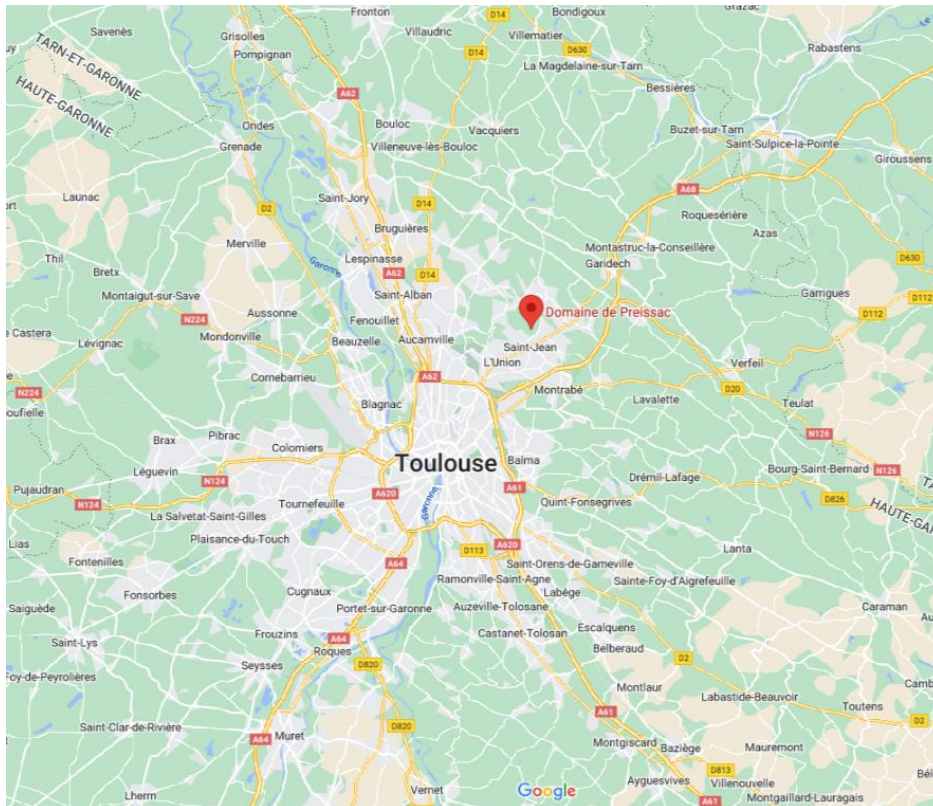 Savenès
Fronton
D14
Bondigoux
Grazac
Grisolles
Villaudric
Villematier
D630
Rabastens
TARN-ET-GARONNE
Pompignan
D14
La Magdelaine-sur-Tarn
HAUTE-GARONNE
A62
Bessières
Ondes
Bouloc
Vacquiers
Buzet-sur-Tarn
Grenade
Villeneuve-lès-Bouloc
Saint-Sulpice-la-Pointe
Giroussens
Launac
Saint-Jory
D14
A68
D2
Roquesérière
Bruguières
Azas
Merville
Montastruc-la-Conseillère
Thil
Bretx
Garonne
Lespinasse
A62
D14
Garidech
D630
Montaigut-sur-Save
Saint-Alban
Garrigues
D112
Aussonne
Domaine de Preissac
D112
N224
Fenouillet
Castera
Lévignac
Mondonville
Beauzelle
Aucamville
Saint-Jean
L'Union
Verfeil
Cornebarrieu
A62
Montrabé
D20
N224
Lavalette
Teulat
oufielle
Blagnac
Brax
Pibrac
Colomiers
N126
Léguevin
Toulouse
Balma
Bourg-Saint-Bernard
N126
N124
Drémil-Lafage
Pujaudran
A620
Garonne
A61
N124
Tournefeuille
Quint-Fonsegrives
D826
La Salvetat-Saint-Gilles
HAUTE-GA
Plaisance-du-Touch
D113
A620
Lanta
Lias
Fontenilles
A64
Saint-Orens-de-Gameville
Ramonville-Saint-Agne
Sainte-Foy-d'Aigrefeuille
Fonsorbes
Cugnaux
Labège
Saiguède
Portet-sur-Garonne
Auzeville-Tolosane
Caraman
Saint-Lys
Frouzins
A64
Castanet-Tolosan
Escalquens
Roques
Belberaud
D2
Seysses
D820
Foy-de-Peyrolières
Montlaur
Labastide-Beauvoir
Toutens
Saint-Clar-de-Rivière
D820
A61
D2
A64
Muret
Montgiscard
Baziège
Mauremont
D813
Lherm
Vernet
Google
Ayguesvives
Villenouvelle
A61
Montgaillard-Lauragais